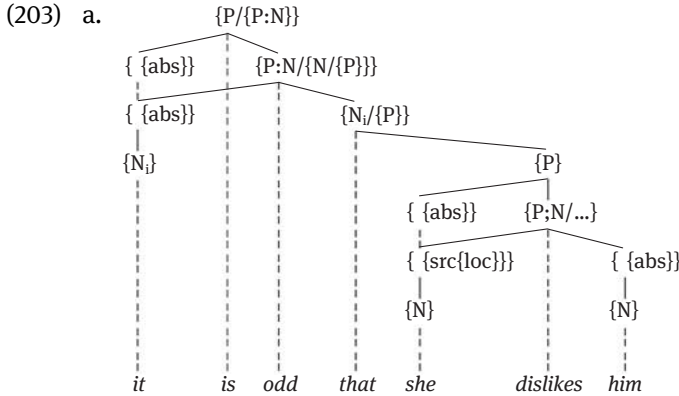 (203) a. {P/{P:N}}
{ {abs}} {P:N/{N/{P}}}
{ {abs}} {Nᵢ/{P}}
{Nᵢ} {P}
{ {abs}} {P;N/...}
{ {src{loc}}} { {abs}}
{N} {N}
it is odd that she dislikes him